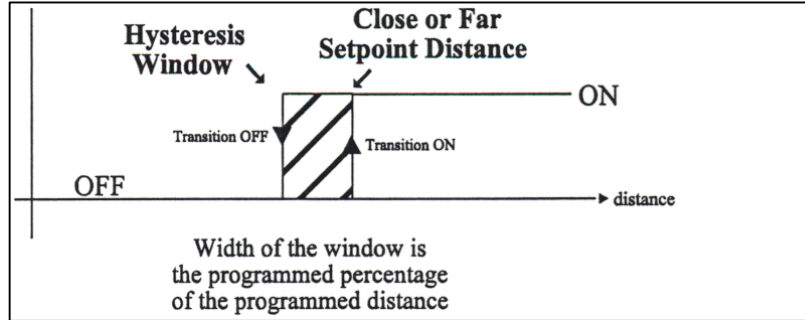 Close or Far
Setpoint Distance
Hysteresis
Window
ON
Transition OFF
Transition ON
OFF
distance
Width of the window is
the programmed percentage
of the programmed distance